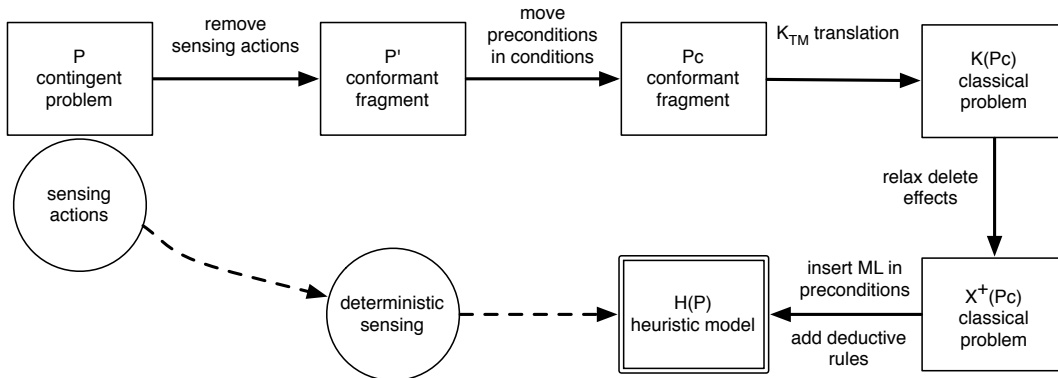 P
contingent
problem
remove
sensing actions
P'
conformant
fragment
move
preconditions
in conditions
Pc
conformant
fragment
K_TM translation
K(Pc)
classical
problem
relax delete
effects
sensing
actions
deterministic
sensing
H(P)
heuristic model
insert ML in
preconditions
add deductive
rules
X⁺(Pc)
classical
problem